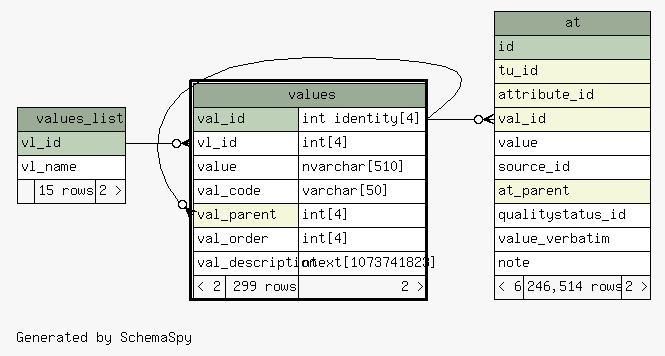 values_list
vl_id
vl_name
15 rows 2 >
values
val_id int identity[4]
vl_id int[4]
value nvarchar[510]
val_code varchar[50]
val_parent int[4]
val_order int[4]
val_description ntext[1073741823]
< 2 299 rows 2 >
at
id
tu_id
attribute_id
val_id
value
source_id
at_parent
qualitystatus_id
value_verbatim
note
< 6 246,514 rows 2 >
Generated by SchemaSpy